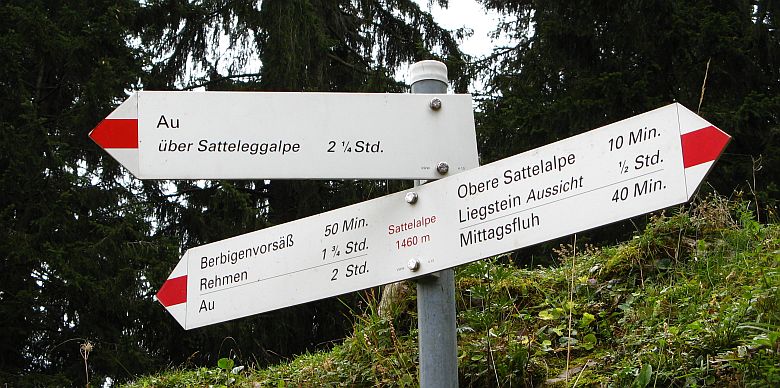 Au
über Satteleggalpe 2 ¼ Std.
Berbigenvorsäß 50 Min.
Rehmen 1 ¾ Std.
Au 2 Std.
Sattelalpe
1460 m
Obere Sattelalpe 10 Min.
Liegstein Aussicht ½ Std.
Mittagsfluh 40 Min.